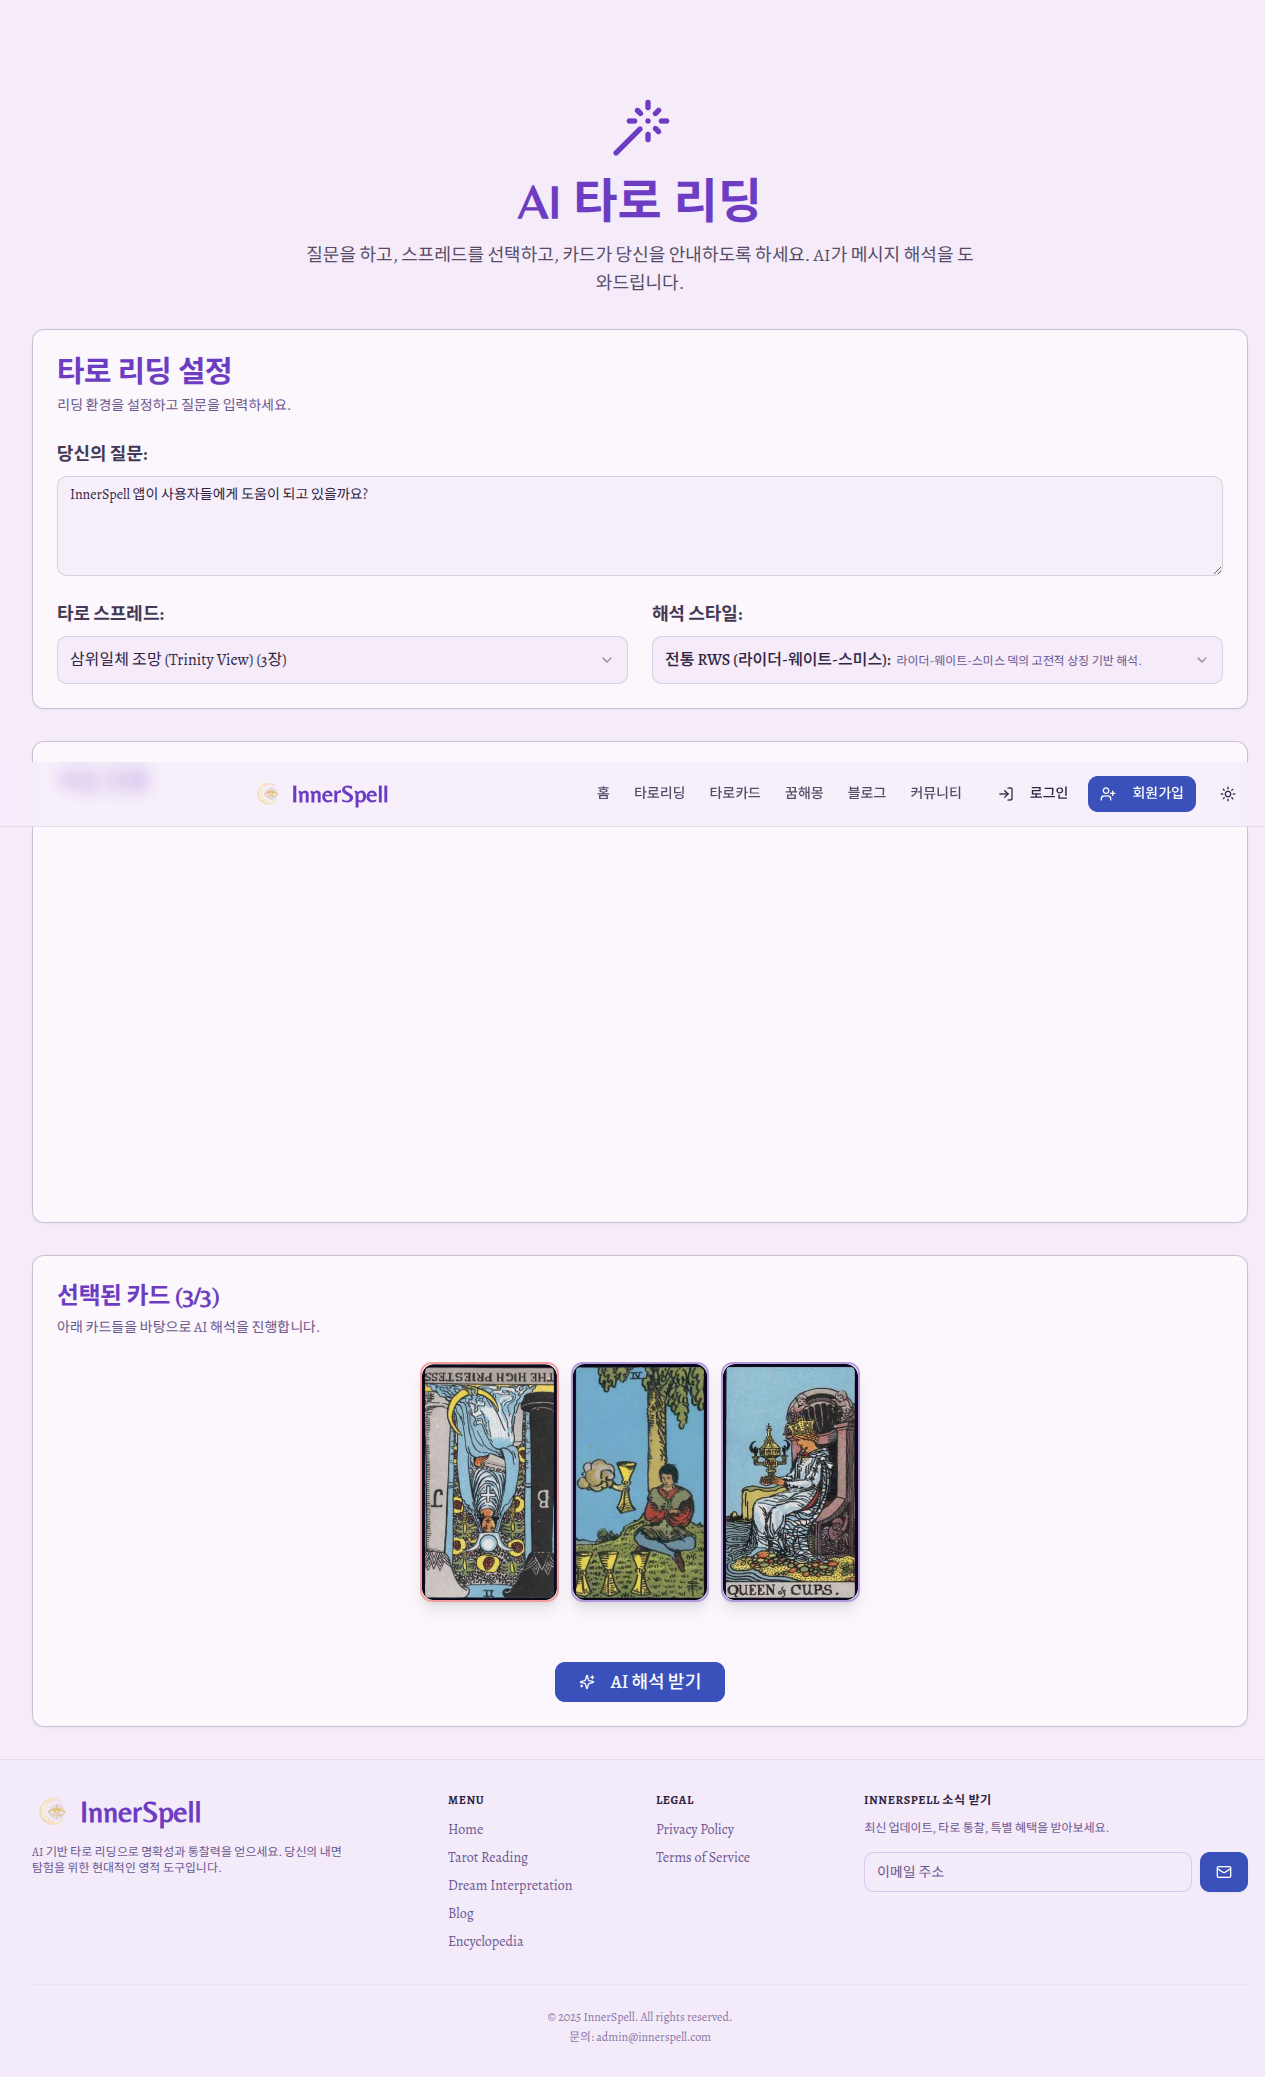 AI 타로 리딩
질문을 하고, 스프레드를 선택하고, 카드가 당신을 안내하도록 하세요. AI가 메시지 해석을 도
와드립니다.
타로 리딩 설정
리딩 환경을 설정하고 질문을 입력하세요.
당신의 질문:
InnerSpell 앱이 사용자들에게 도움이 되고 있을까요?
타로 스프레드:
삼위일체 조망 (Trinity View) (3장)
해석 스타일:
전통 RWS (라이더-웨이트-스미스): 라이더-웨이트-스미스 덱의 고전적 상징 기반 해석.
InnerSpell 홈 타로리딩 타로카드 꿈해몽 블로그 커뮤니티 로그인 회원가입
선택된 카드 (3/3)
아래 카드들을 바탕으로 AI 해석을 진행합니다.
THE HIGH PRIESTESS
J B
II
IV
QUEEN of CUPS.
AI 해석 받기
InnerSpell
AI 기반 타로 리딩으로 명확성과 통찰력을 얻으세요. 당신의 내면
탐험을 위한 현대적인 영적 도구입니다.
MENU
Home
Tarot Reading
Dream Interpretation
Blog
Encyclopedia
LEGAL
Privacy Policy
Terms of Service
INNERSPELL 소식 받기
최신 업데이트, 타로 통찰, 특별 혜택을 받아보세요.
이메일 주소
© 2025 InnerSpell. All rights reserved.
문의: admin@innerspell.com